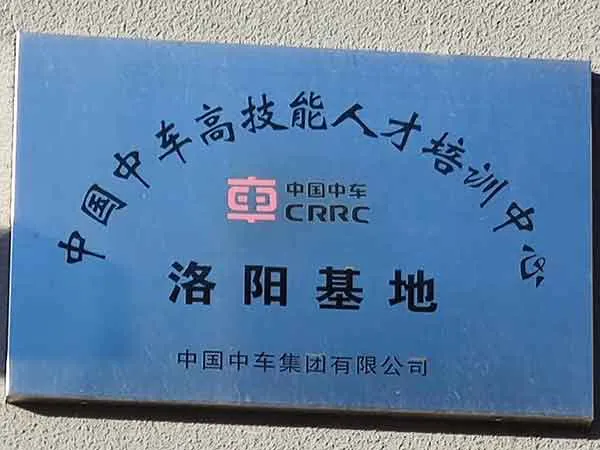 中国中车高技能人才培训中心
中国中车
CRRC
洛阳基地
中国中车集团有限公司